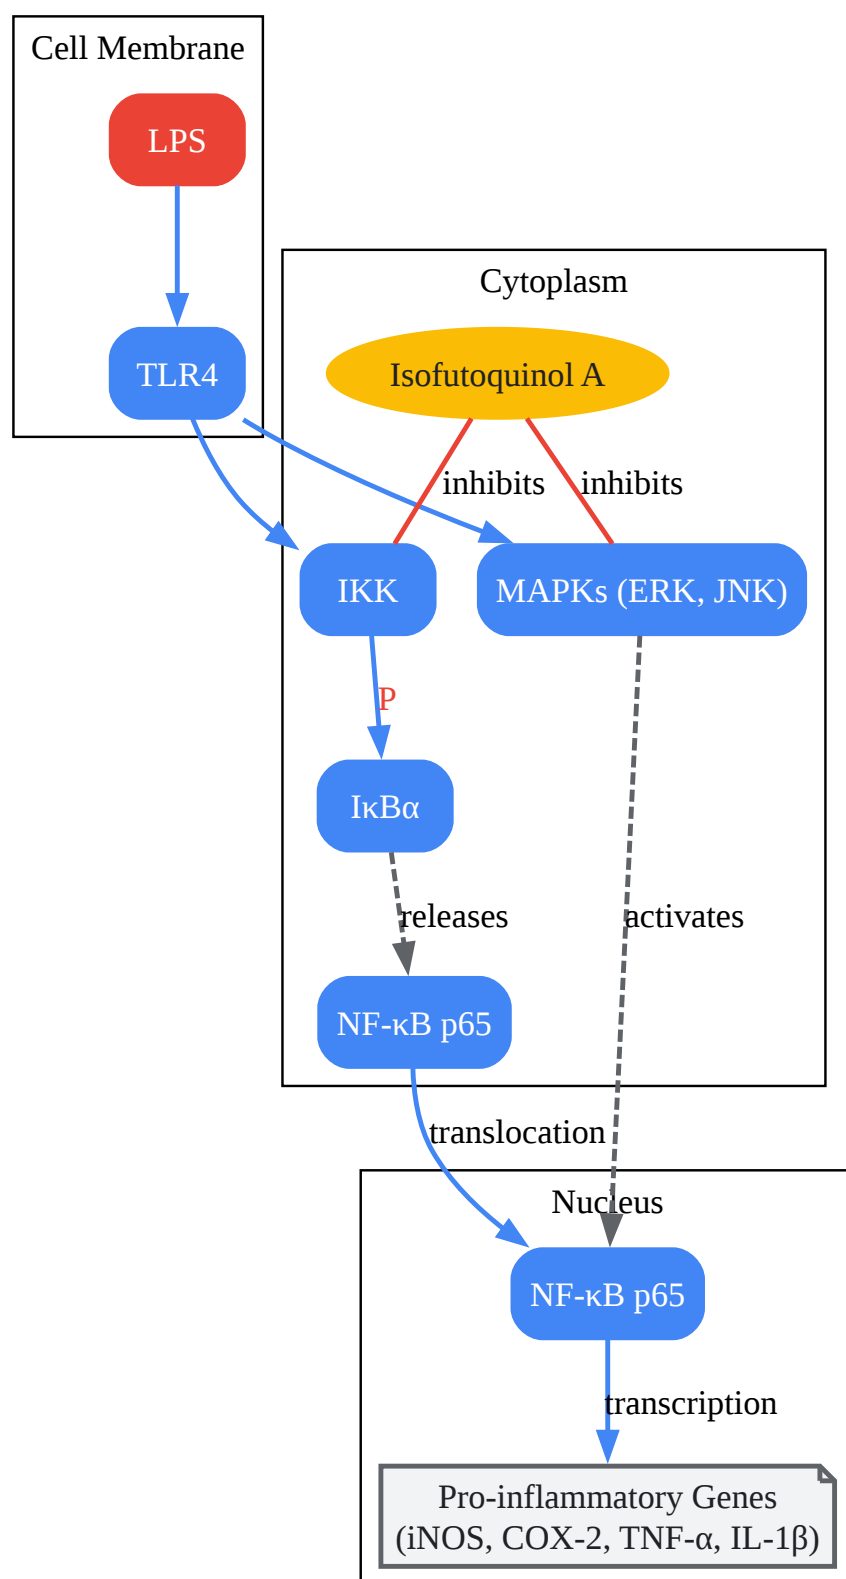 Cell Membrane
LPS
TLR4
Cytoplasm
Isofutoquinol A
inhibits
inhibits
IKK
MAPKs (ERK, JNK)
P
IκBα
releases
activates
NF-κB p65
translocation
Nucleus
NF-κB p65
transcription
Pro-inflammatory Genes
(iNOS, COX-2, TNF-α, IL-1β)